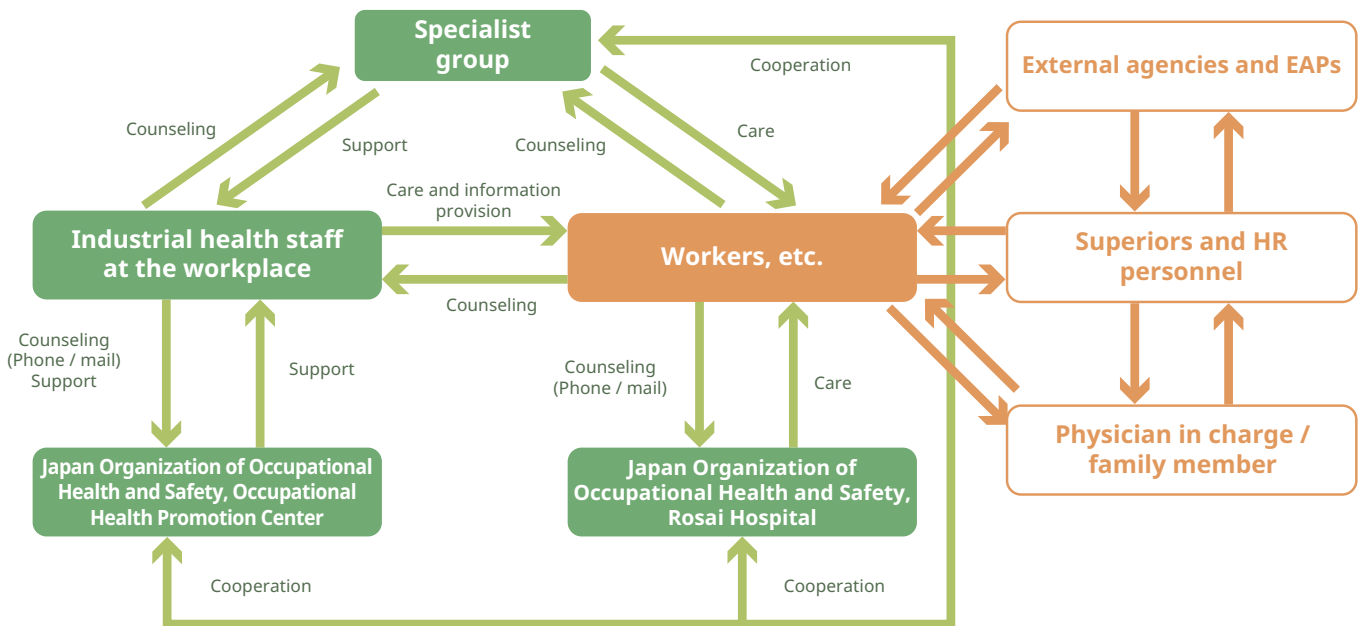 Specialist
group
Cooperation
External agencies and EAPs
Counseling
Support
Counseling
Care
Care and information
provision
Industrial health staff
at the workplace
Workers, etc.
Superiors and HR
personnel
Counseling
Counseling
(Phone / mail)
Support
Support
Counseling
(Phone / mail)
Care
Physician in charge /
family member
Japan Organization of Occupational
Health and Safety, Occupational
Health Promotion Center
Japan Organization of
Occupational Health and Safety,
Rosai Hospital
Cooperation
Cooperation